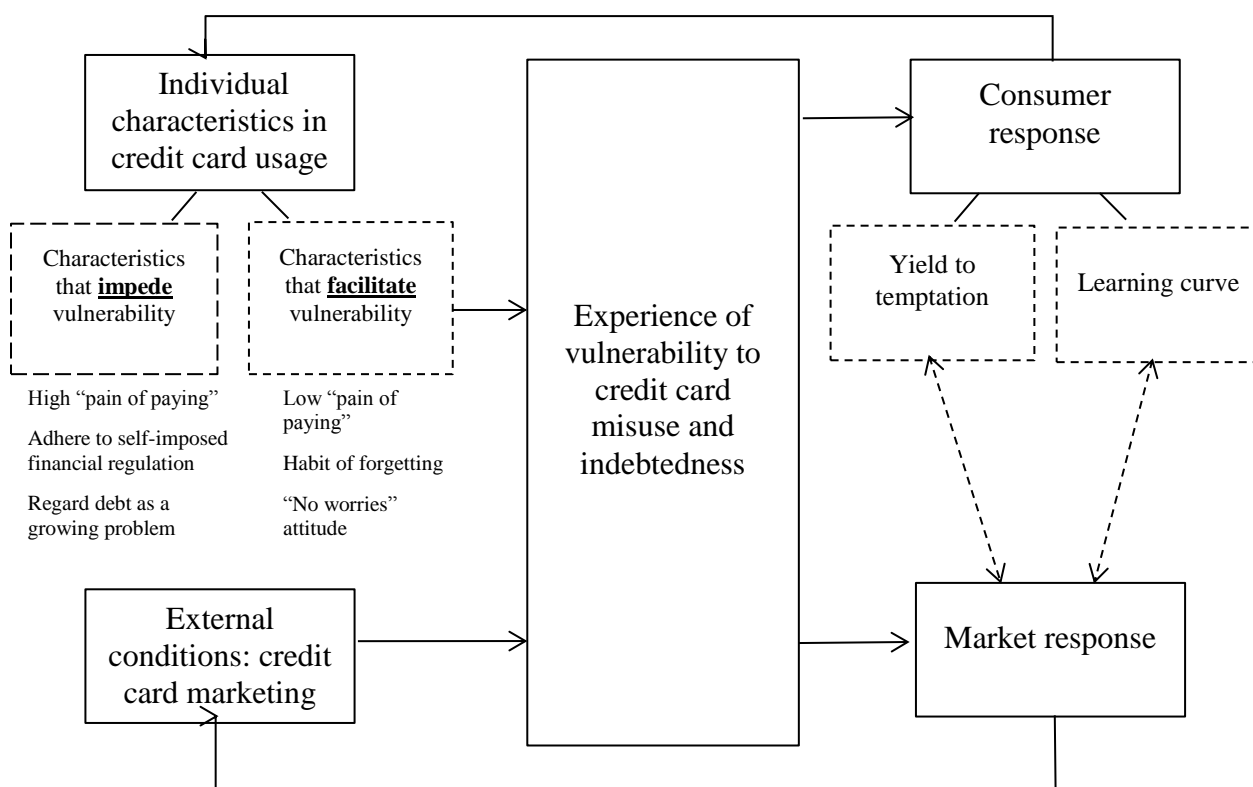 Individual
characteristics in
credit card usage
Characteristics
that impede
vulnerability
Characteristics
that facilitate
vulnerability
High “pain of paying”
Adhere to self-imposed
financial regulation
Regard debt as a
growing problem
Low “pain of
paying”
Habit of forgetting
“No worries”
attitude
External
conditions: credit
card marketing
Experience of
vulnerability to
credit card
misuse and
indebtedness
Consumer
response
Yield to
temptation
Learning curve
Market response